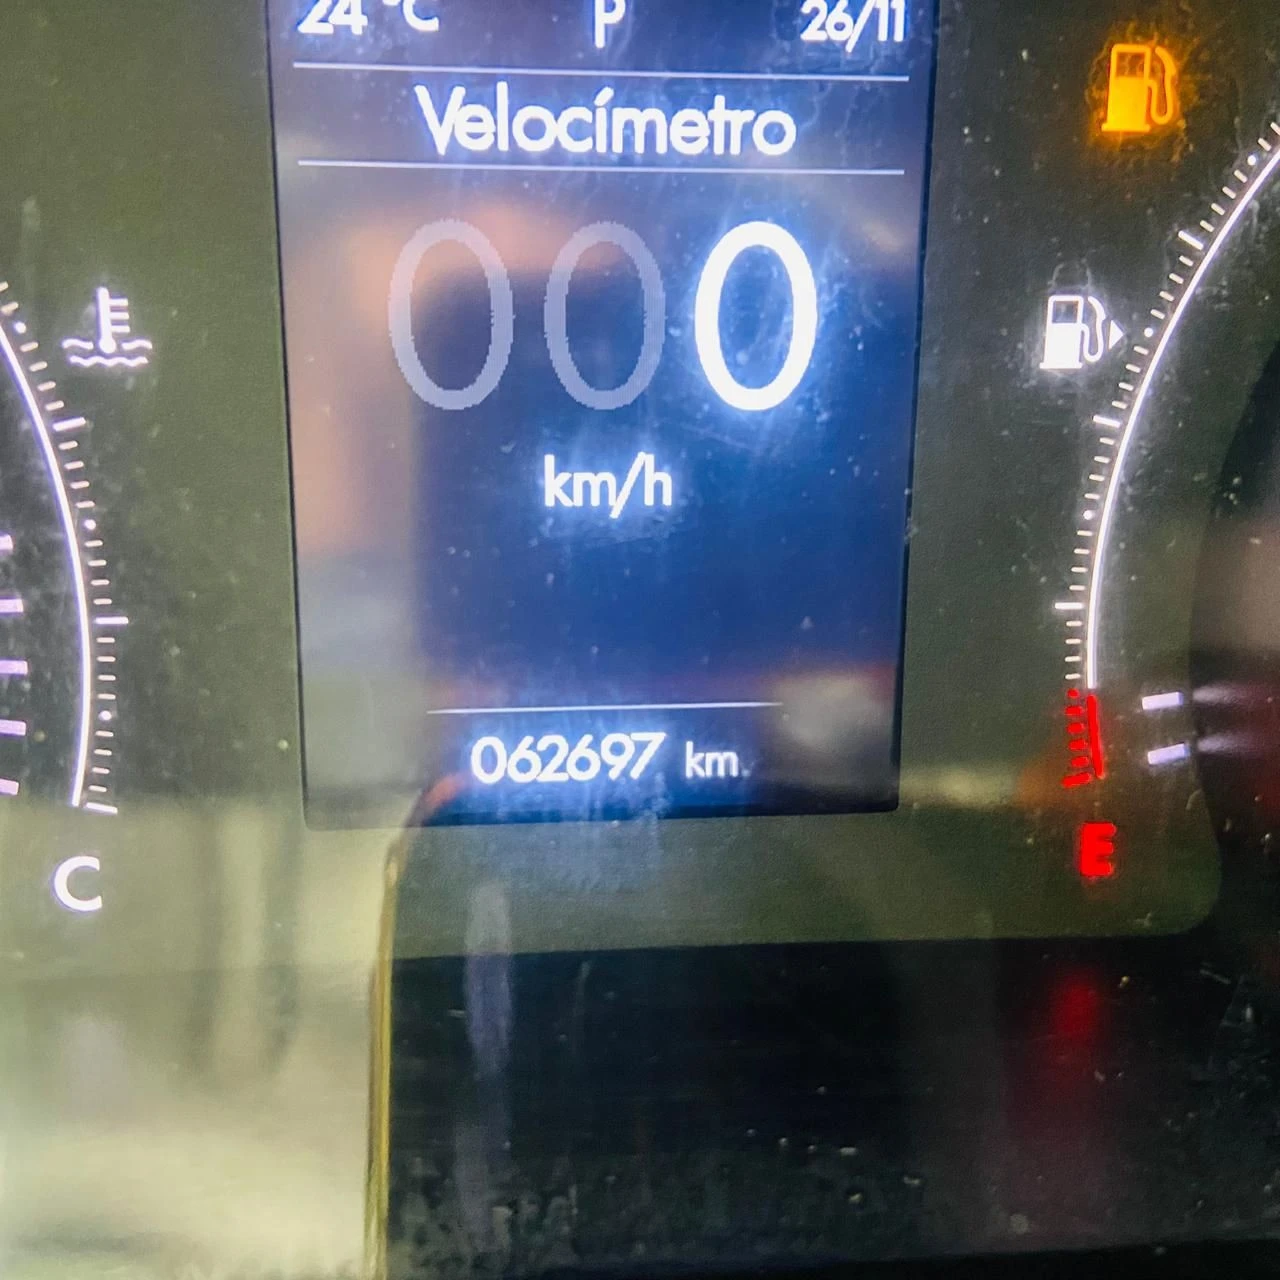 24 °C P 26/11
Velocímetro
000
km/h
062697 km
C
E